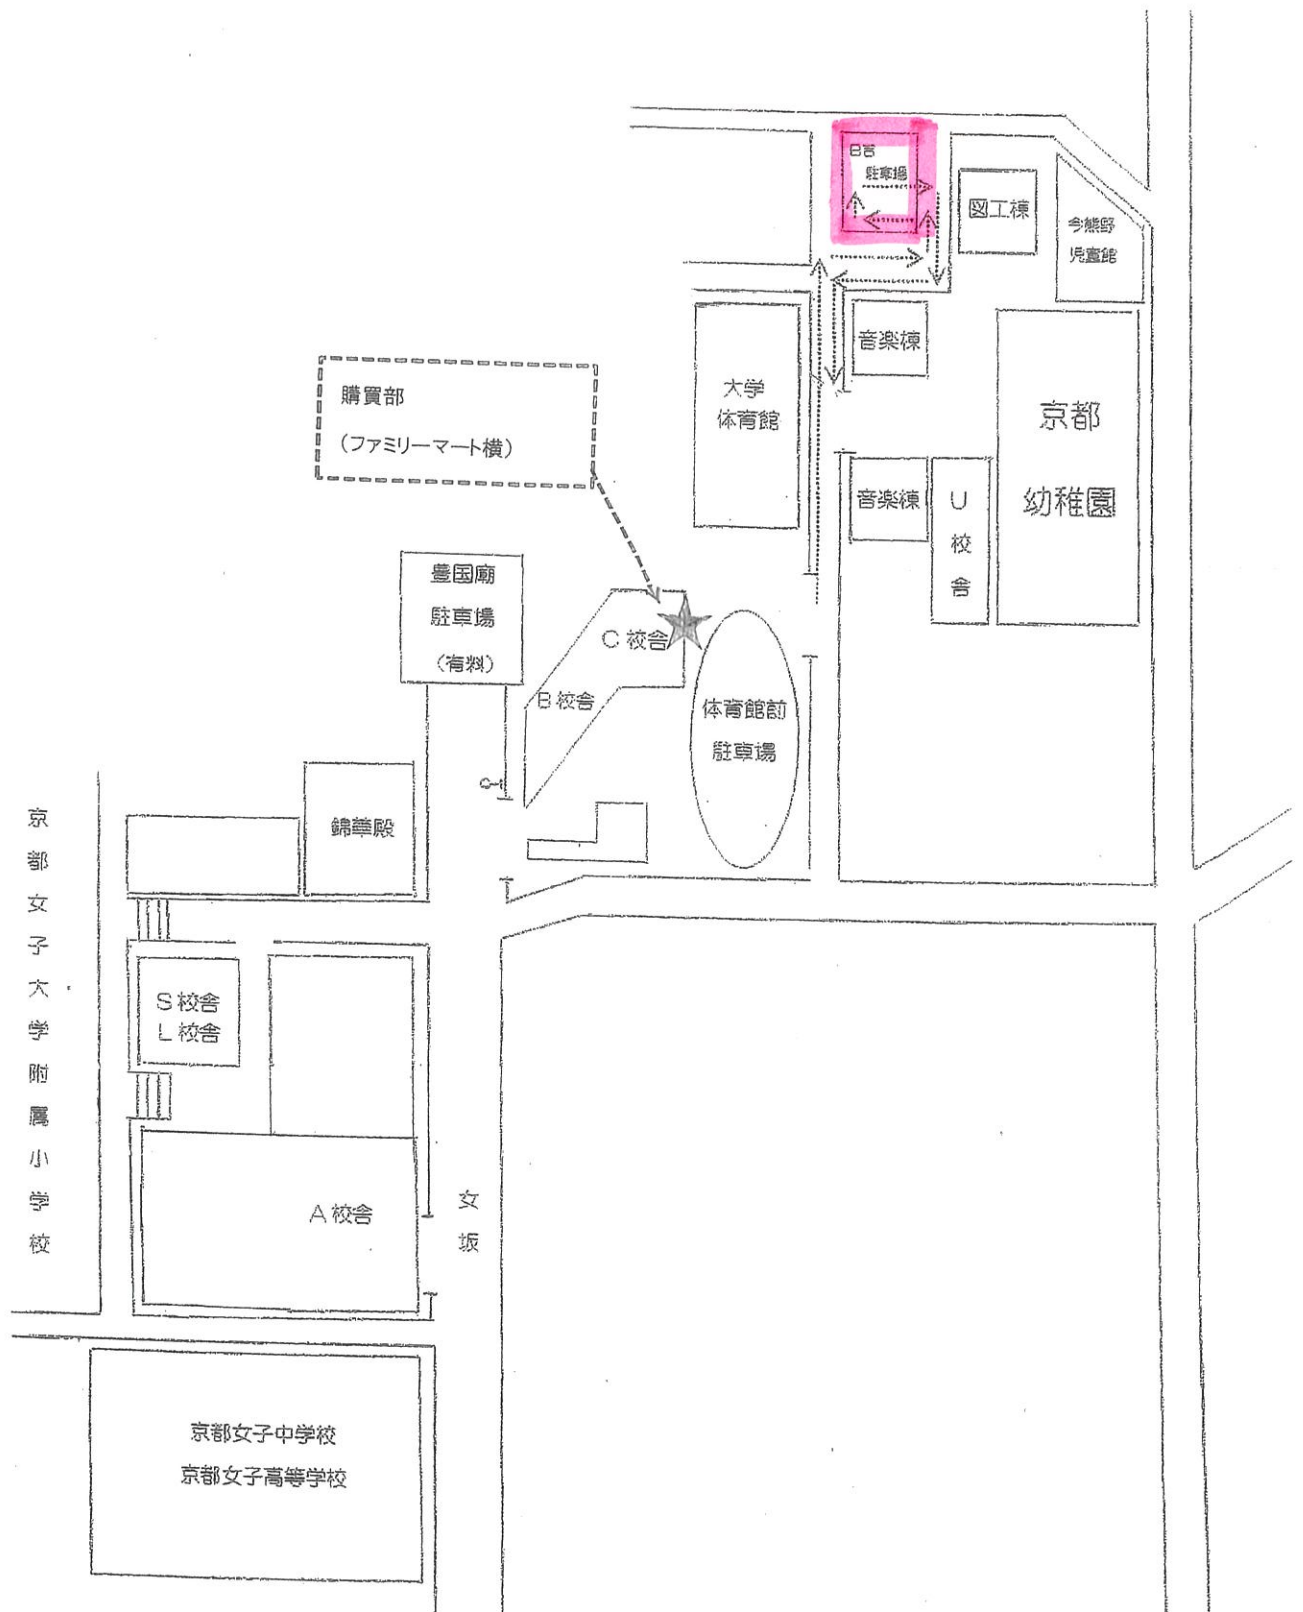 日吉
駐車場
図工棟
今熊野
児童館
音楽棟
大学
体育館
京都
幼稚園
購買部
（ファミリーマート横）
音楽棟
U
校
舎
豊国廟
駐車場
（有料）
C校舎
B校舎
体育館前
駐車場
錦華殿
京都女子大学附属小学校
S校舎
L校舎
A校舎
女坂
京都女子中学校
京都女子高等学校